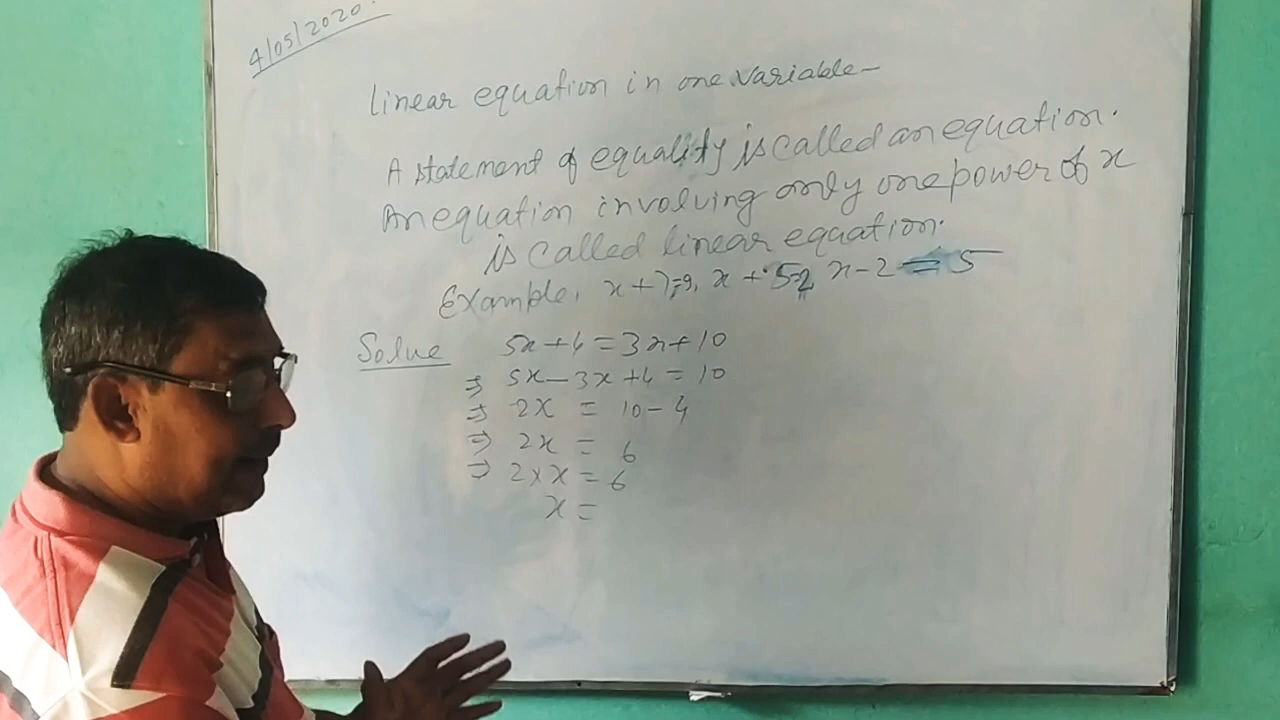 4/05/2020.
Linear equation in one variable-
A statement of equality is called an equation.
An equation involving only one power of x
is called linear equation.
Example, x+7=9, x+5=2, x-2=5
Solve 5x+4=3x+10
⇒ 5x-3x+4=10
⇒ 2x = 10-4
⇒ 2x = 6
⇒ 2×x=6
x=